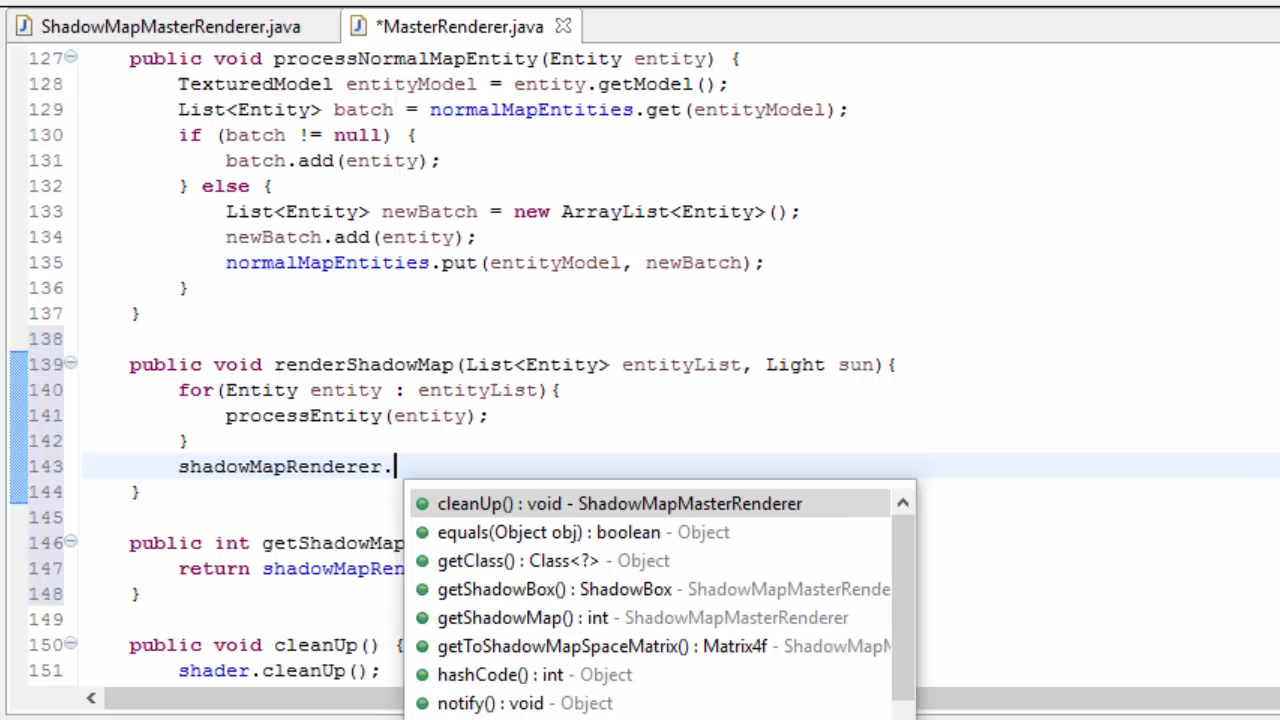 ShadowMapMasterRenderer.java *MasterRenderer.java
127 public void processNormalMapEntity(Entity entity) {
128 TexturedModel entityModel = entity.getModel();
129 List<Entity> batch = normalMapEntities.get(entityModel);
130 if (batch != null) {
131 batch.add(entity);
132 } else {
133 List<Entity> newBatch = new ArrayList<Entity>();
134 newBatch.add(entity);
135 normalMapEntities.put(entityModel, newBatch);
136 }
137 }
138
139 public void renderShadowMap(List<Entity> entityList, Light sun){
140 for(Entity entity : entityList){
141 processEntity(entity);
142 }
143 shadowMapRenderer.
144 }
145
146 public int getShadowMap
147 return shadowMapRen
148 }
149
150 public void cleanUp() {
151 shader.cleanUp();
cleanUp() : void - ShadowMapMasterRenderer
equals(Object obj) : boolean - Object
getClass() : Class<?> - Object
getShadowBox() : ShadowBox - ShadowMapMasterRende
getShadowMap() : int - ShadowMapMasterRenderer
getToShadowMapSpaceMatrix() : Matrix4f - ShadowMapM
hashCode() : int - Object
notify() : void - Object